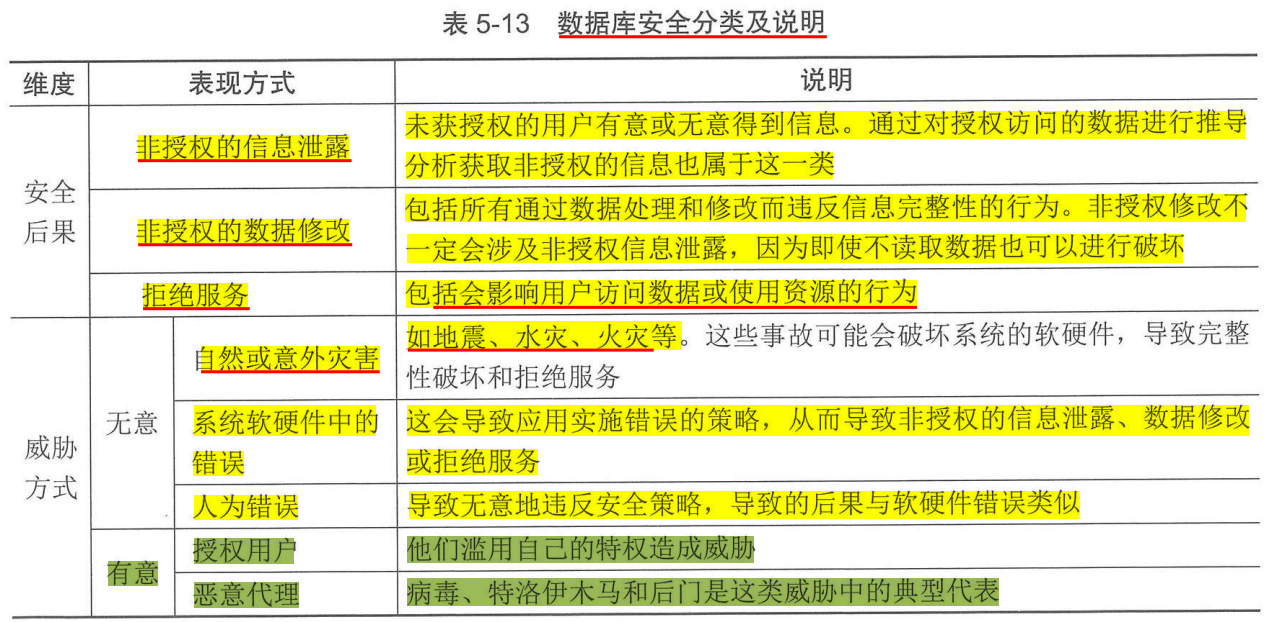 表 5-13 数据库安全分类及说明
维度 表现方式 说明
安全后果
非授权的信息泄露
未获授权的用户有意或无意得到信息。通过对授权访问的数据进行推导
分析获取非授权的信息也属于这一类
非授权的数据修改
包括所有通过数据处理和修改而违反信息完整性的行为。非授权修改不
一定会涉及非授权信息泄露，因为即使不读取数据也可以进行破坏
拒绝服务
包括会影响用户访问数据或使用资源的行为
威胁方式
无意
自然或意外灾害
如地震、水灾、火灾等。这些事故可能会破坏系统的软硬件，导致完整
性破坏和拒绝服务
系统软硬件中的
错误
这会导致应用实施错误的策略，从而导致非授权的信息泄露、数据修改
或拒绝服务
人为错误
导致无意地违反安全策略，导致的后果与软硬件错误类似
有意
授权用户
他们滥用自己的特权造成威胁
恶意代理
病毒、特洛伊木马和后门是这类威胁中的典型代表